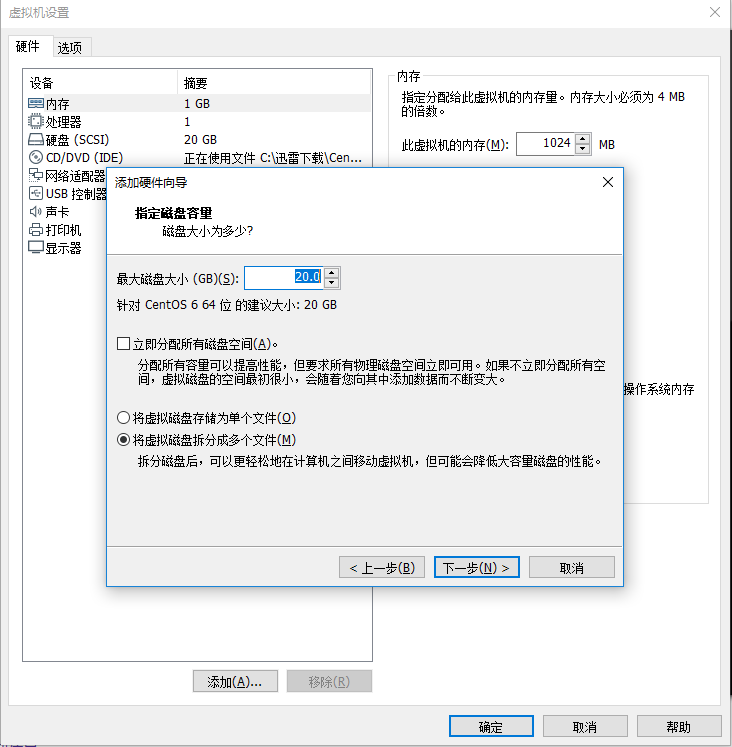 虚拟机设置
硬件 选项
设备 摘要
内存 1 GB
处理器 1
硬盘 (SCSI) 20 GB
CD/DVD (IDE) 正在使用文件 C:\迅雷下载\Cen...
网络适配器
USB 控制器
声卡
打印机
显示器
内存
指定分配给此虚拟机的内存量。内存大小必须为 4 MB
的倍数。
此虚拟机的内存(M): 1024 MB
操作系统内存
添加硬件向导
指定磁盘容量
磁盘大小为多少?
最大磁盘大小 (GB)(S): 20.0
针对 CentOS 6 64 位 的建议大小: 20 GB
立即分配所有磁盘空间(A)。
分配所有容量可以提高性能，但要求所有物理磁盘空间立即可用。如果不立即分配所有空
间，虚拟磁盘的空间最初很小，会随着您向其中添加数据而不断变大。
将虚拟磁盘存储为单个文件(O)
将虚拟磁盘拆分成多个文件(M)
拆分磁盘后，可以更轻松地在计算机之间移动虚拟机，但可能会降低大容量磁盘的性能。
< 上一步(B) 下一步(N) > 取消
添加(A)... 移除(R)
确定 取消 帮助